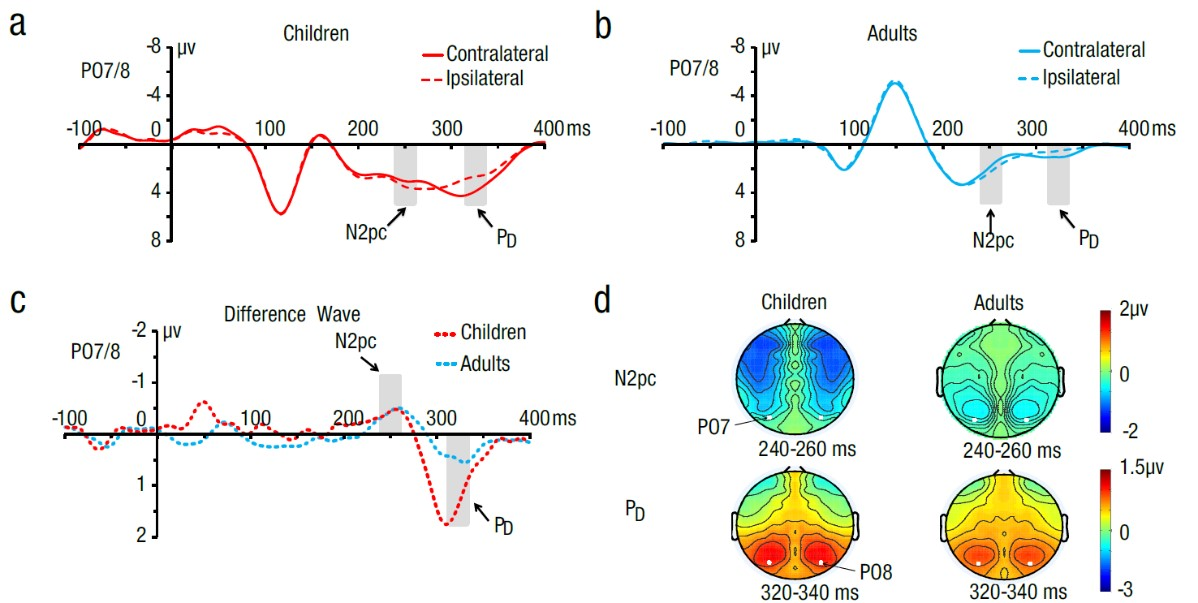 a
Children
-8
μv
PO7/8
Contralateral
Ipsilateral
-4
-100
0
100
200
300
400 ms
4
8
N2pc
PD
b
Adults
-8
μv
PO7/8
Contralateral
Ipsilateral
-4
-100
0
100
200
300
400 ms
4
8
N2pc
PD
c
Difference Wave
-2
μv
PO7/8
N2pc
Children
Adults
-1
-100
0
100
200
300
400 ms
1
2
PD
d
Children
Adults
2μv
N2pc
0
PO7
-2
240-260 ms
240-260 ms
1.5μv
PD
0
PO8
-3
320-340 ms
320-340 ms